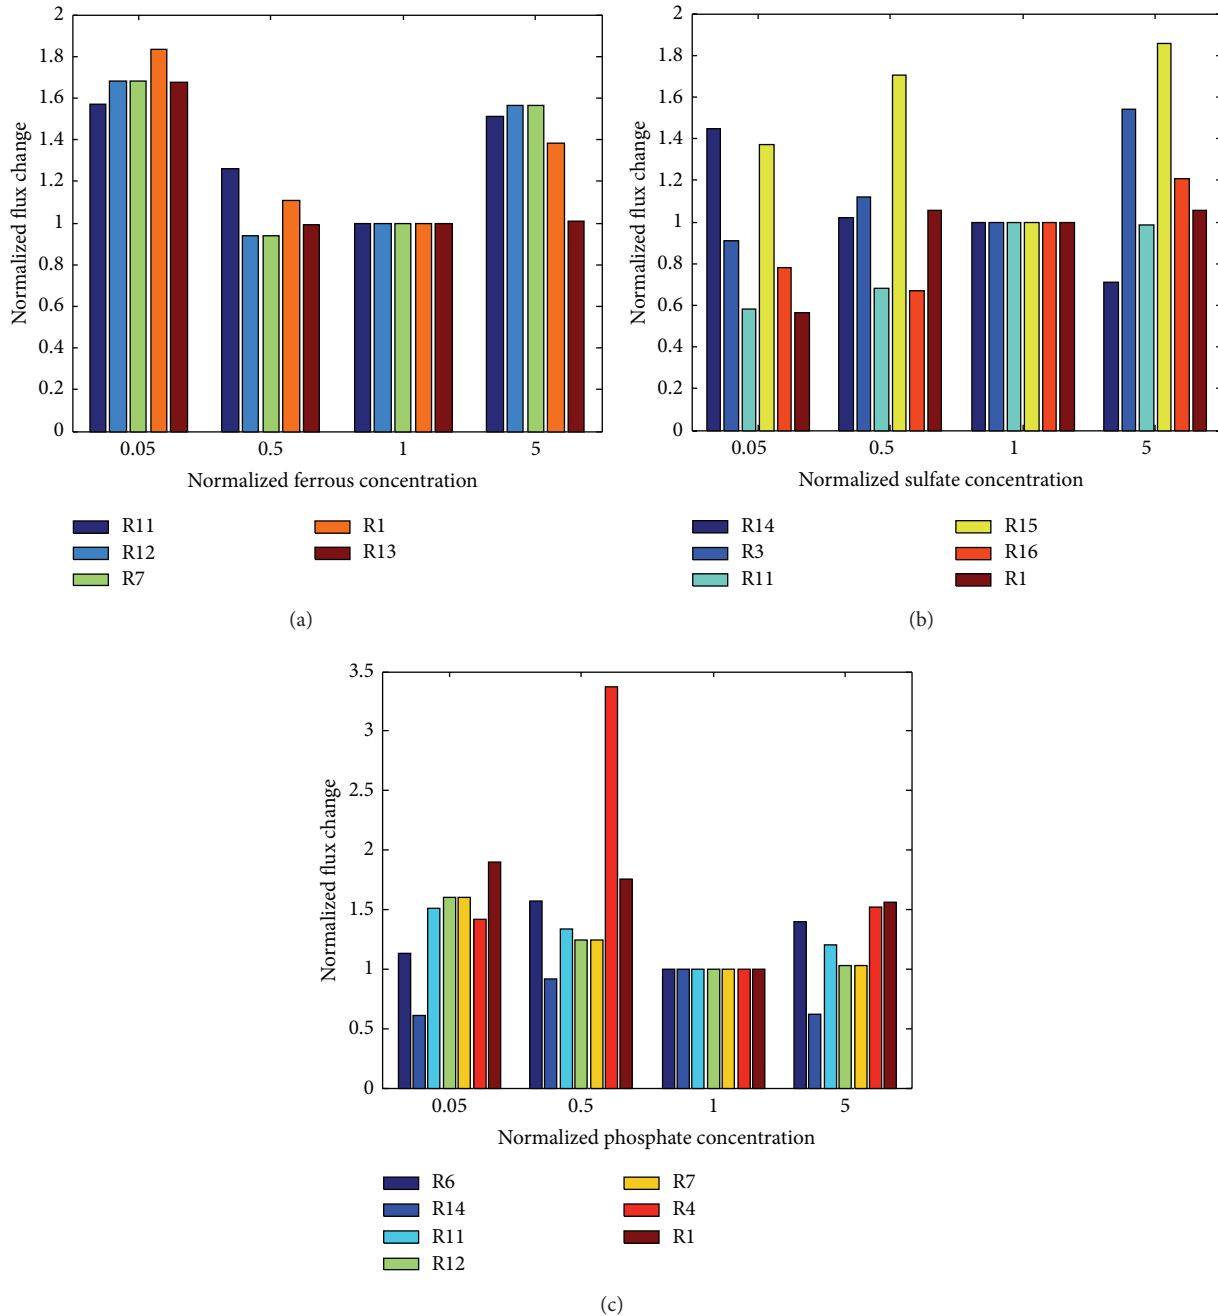 2
1.8
1.6
1.4
1.2
1
0.8
0.6
0.4
0.2
0
Normalized flux change
0.05 0.5 1 5
Normalized ferrous concentration
R11 R1
R12 R13
R7
(a)
2
1.8
1.6
1.4
1.2
1
0.8
0.6
0.4
0.2
0
Normalized flux change
0.05 0.5 1 5
Normalized sulfate concentration
R14 R15
R3 R16
R11 R1
(b)
3.5
3
2.5
2
1.5
1
0.5
0
Normalized flux change
0.05 0.5 1 5
Normalized phosphate concentration
R6 R7
R14 R4
R11 R1
R12
(c)